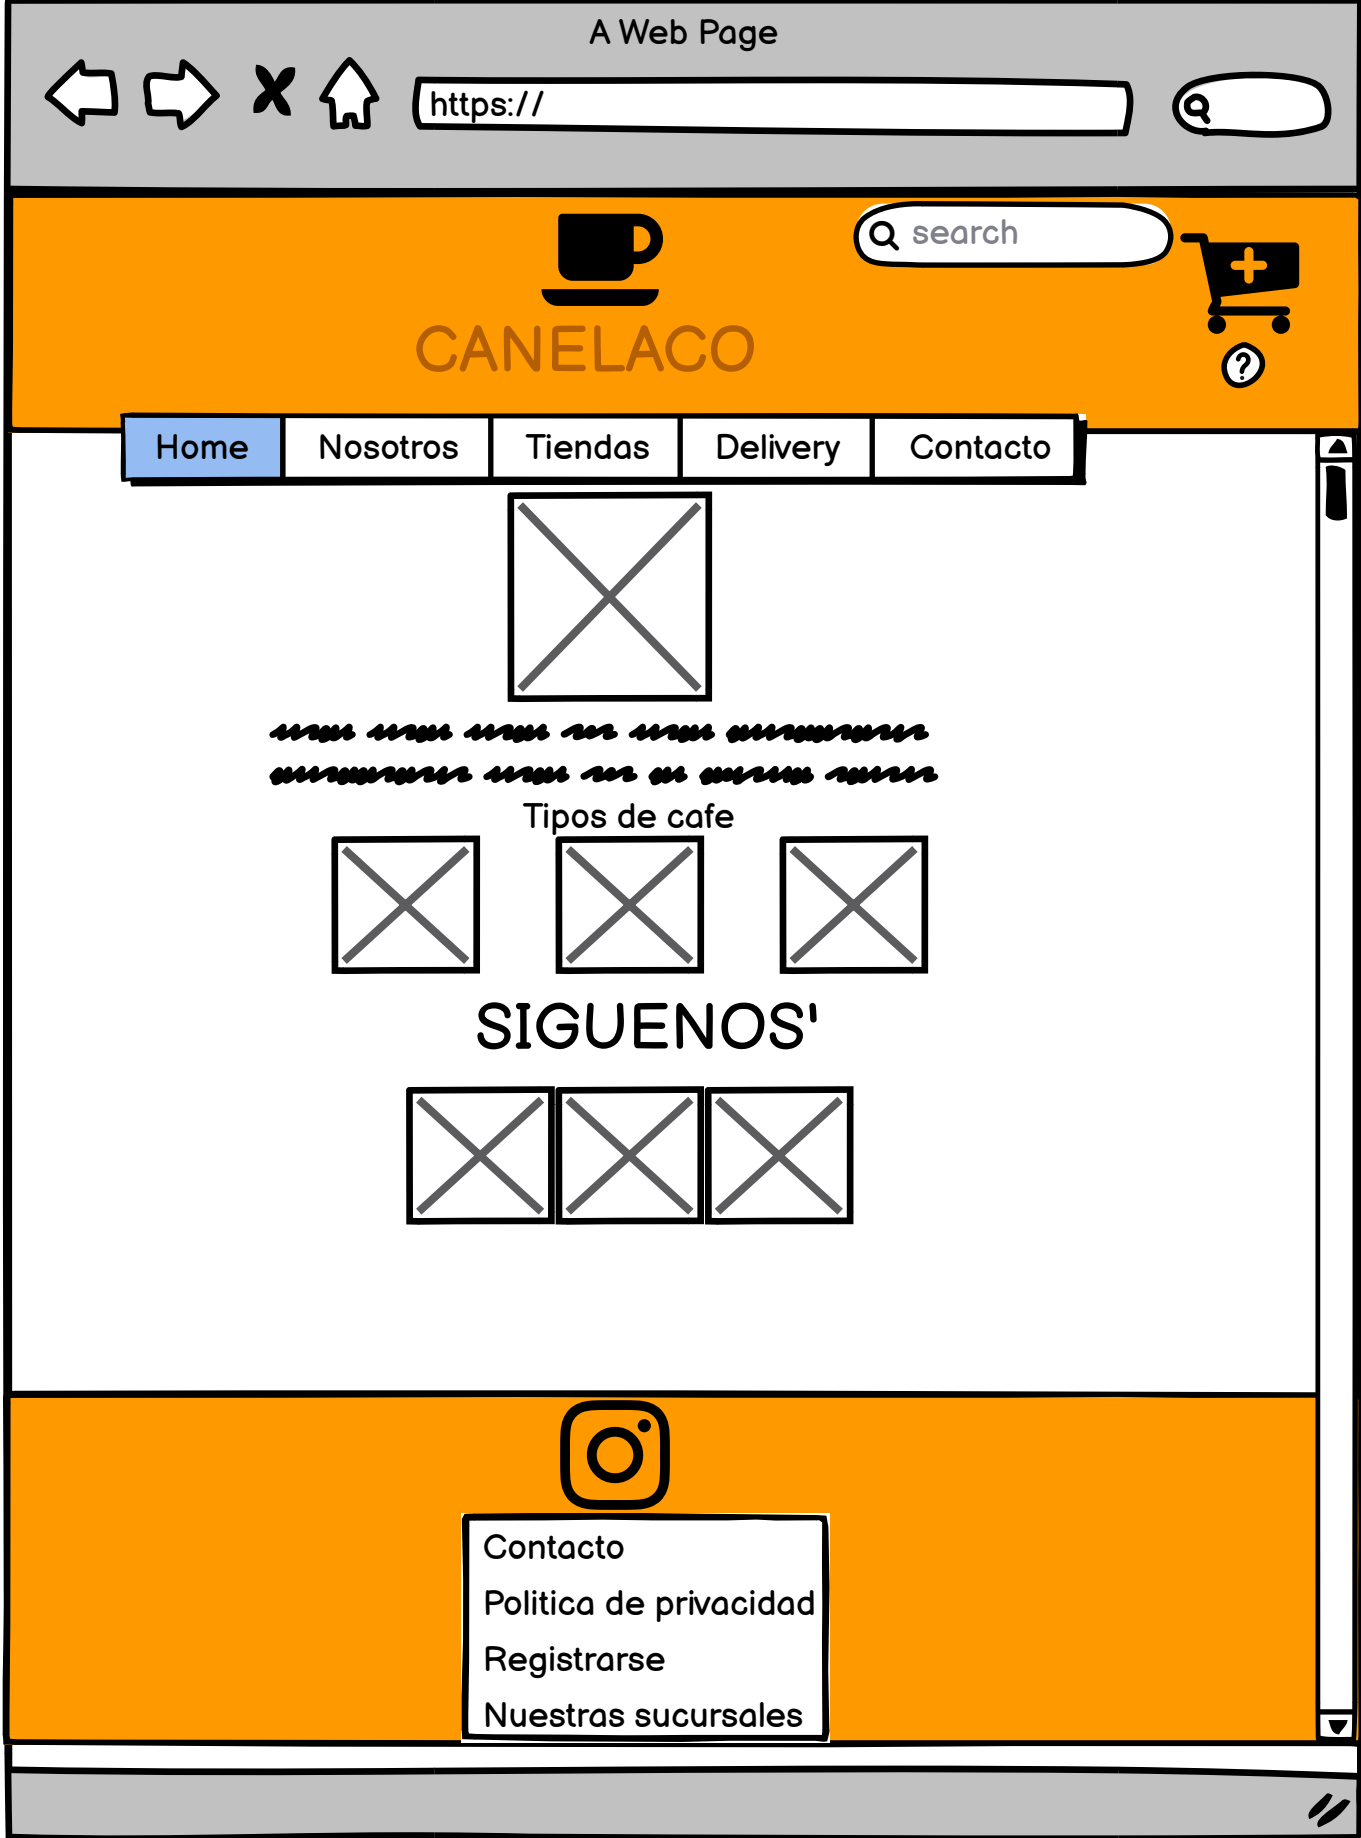 A Web Page
https://
search
CANELACO
?
Home Nosotros Tiendas Delivery Contacto
Tipos de cafe
SIGUENOS'
Contacto
Politica de privacidad
Registrarse
Nuestras sucursales